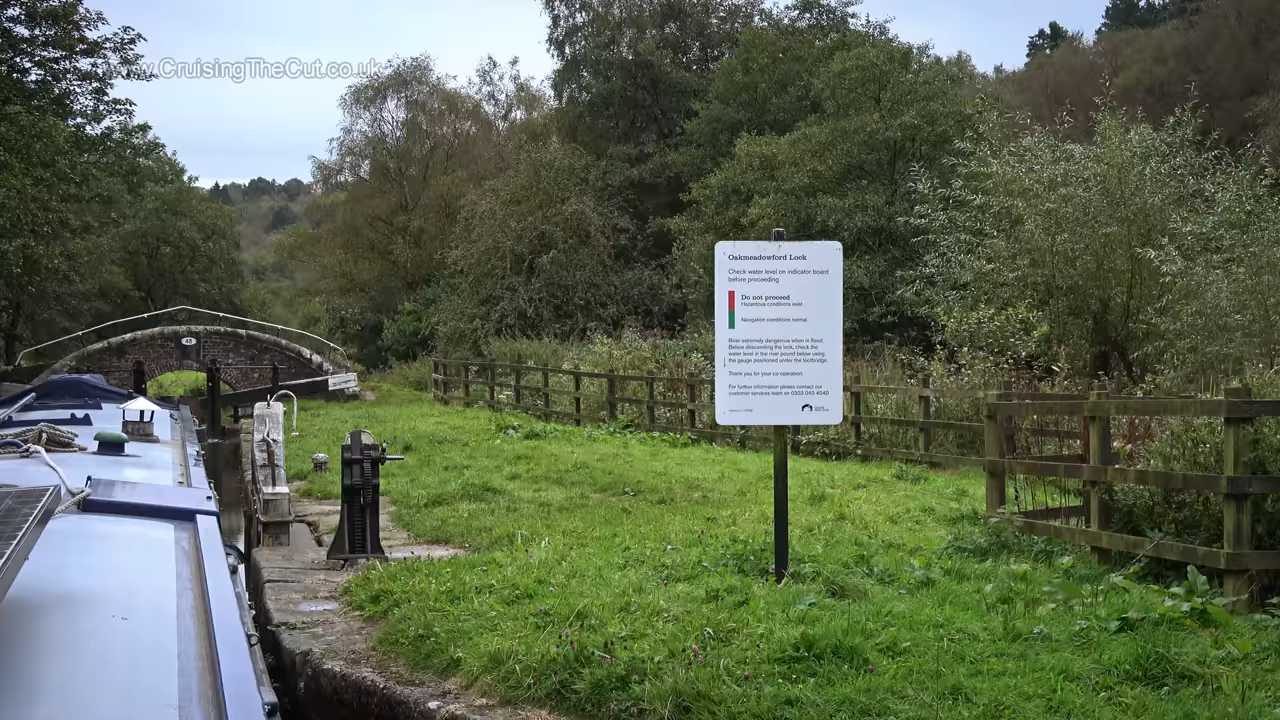 www.CruisingTheCut.co.uk
Oakmeadowford Lock
Check water level on indicator board
before proceeding
Do not proceed
Hazardous conditions exist
Navigation conditions normal
River extremely dangerous when in flood.
Before descending the lock, check the
water level in the river pound below using
the gauge positioned under the footbridge.
Thank you for your co-operation
For further information please contact our
customer services team on 0303 040 4040
48